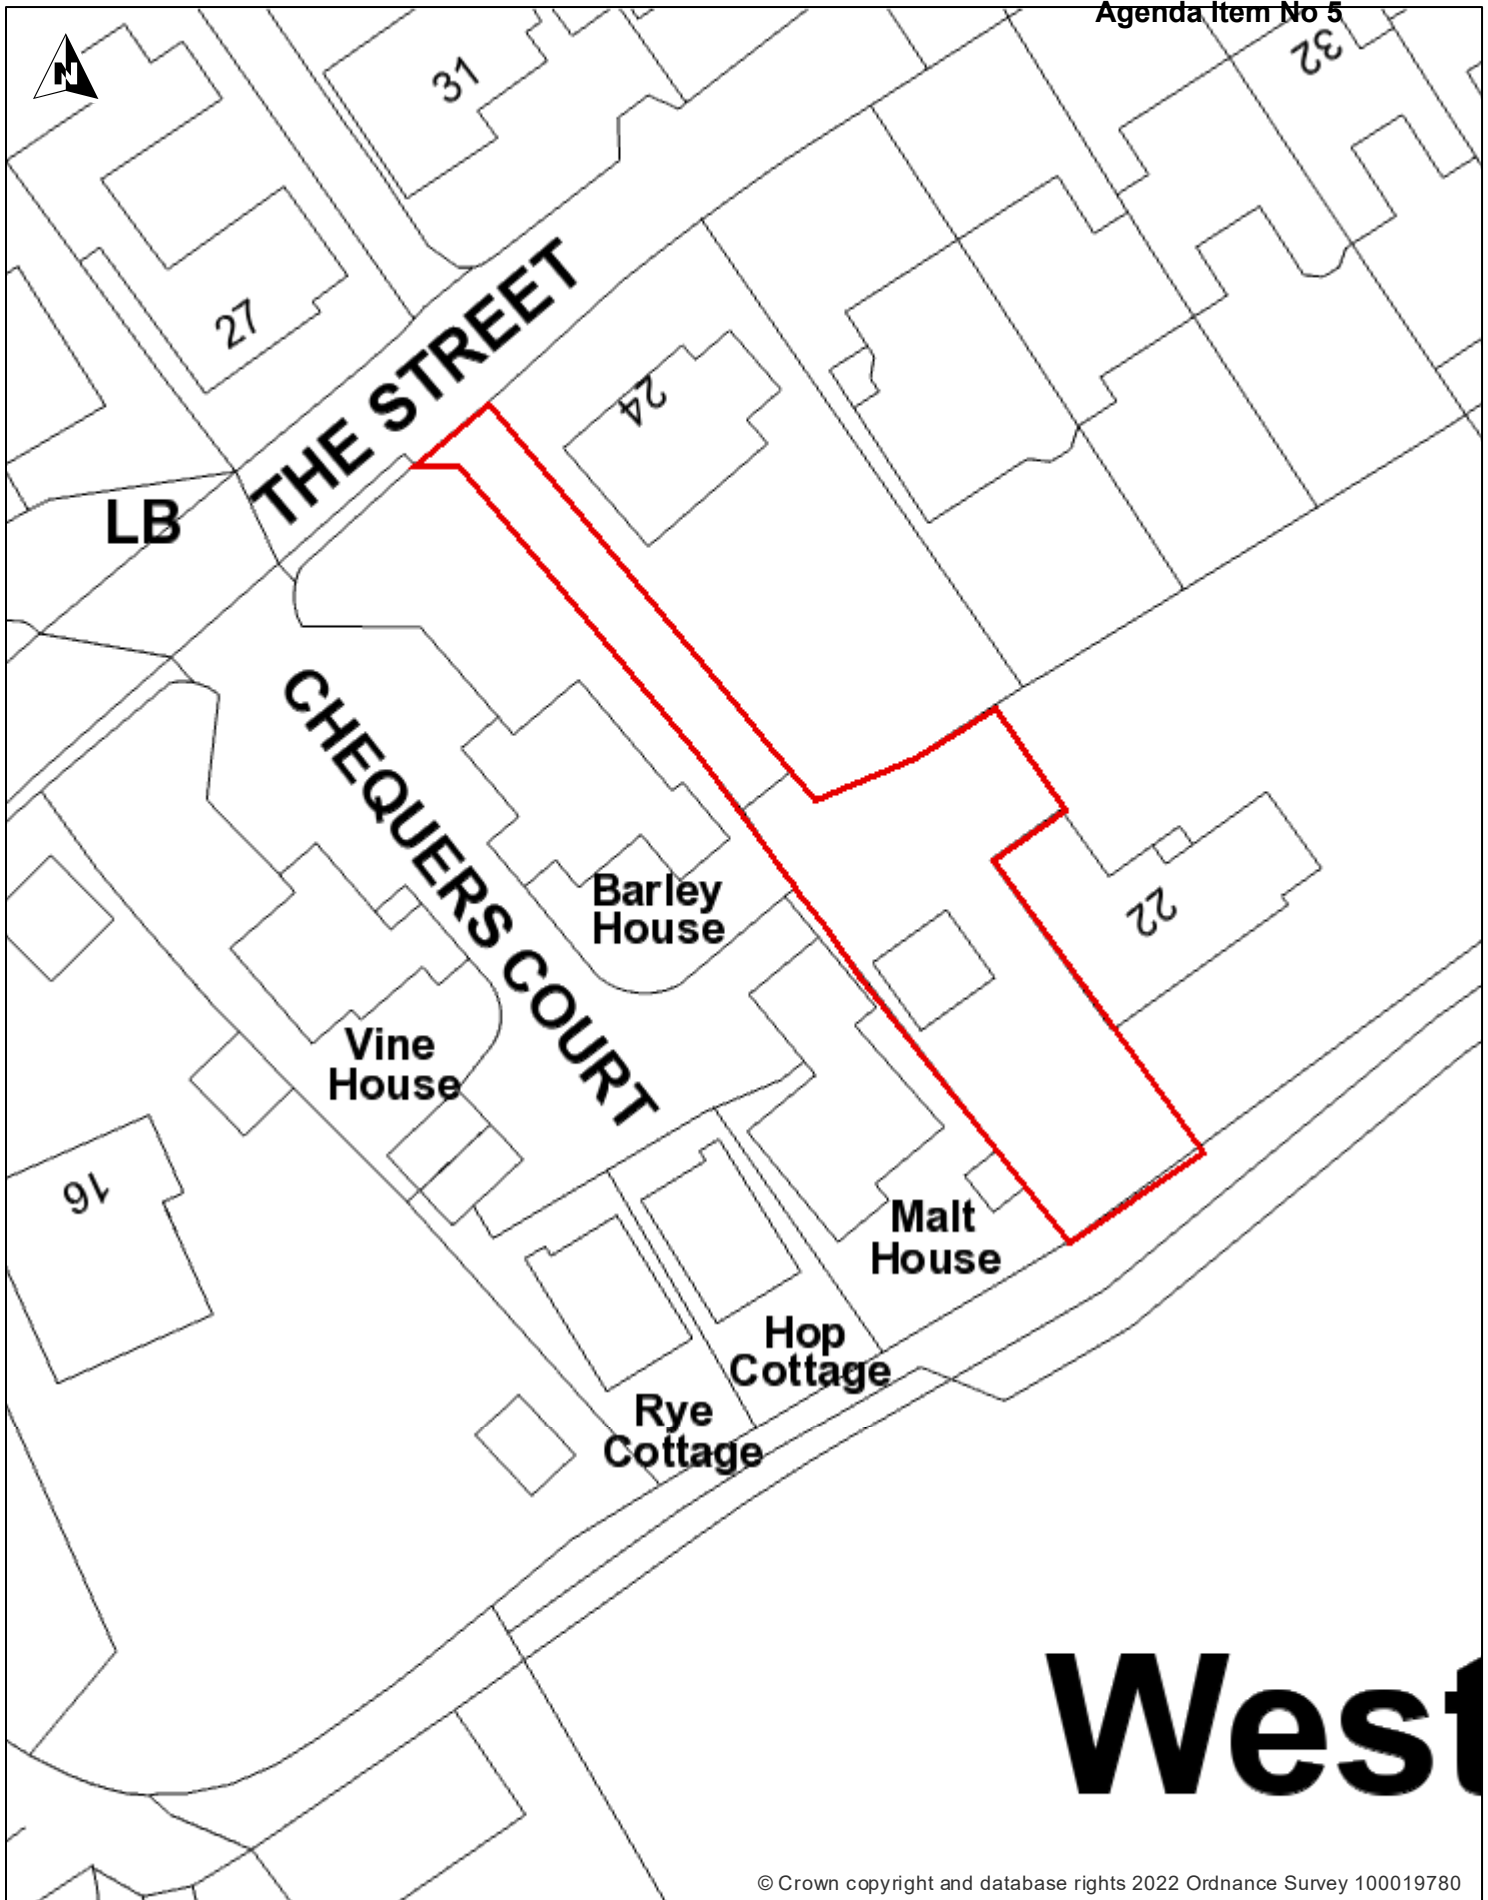 Agenda Item No 5
N
31
32
27
THE STREET
24
LB
CHEQUERS COURT
Barley
House
22
Vine
House
16
Malt
House
Hop
Cottage
Rye
Cottage
West
© Crown copyright and database rights 2022 Ordnance Survey 100019780